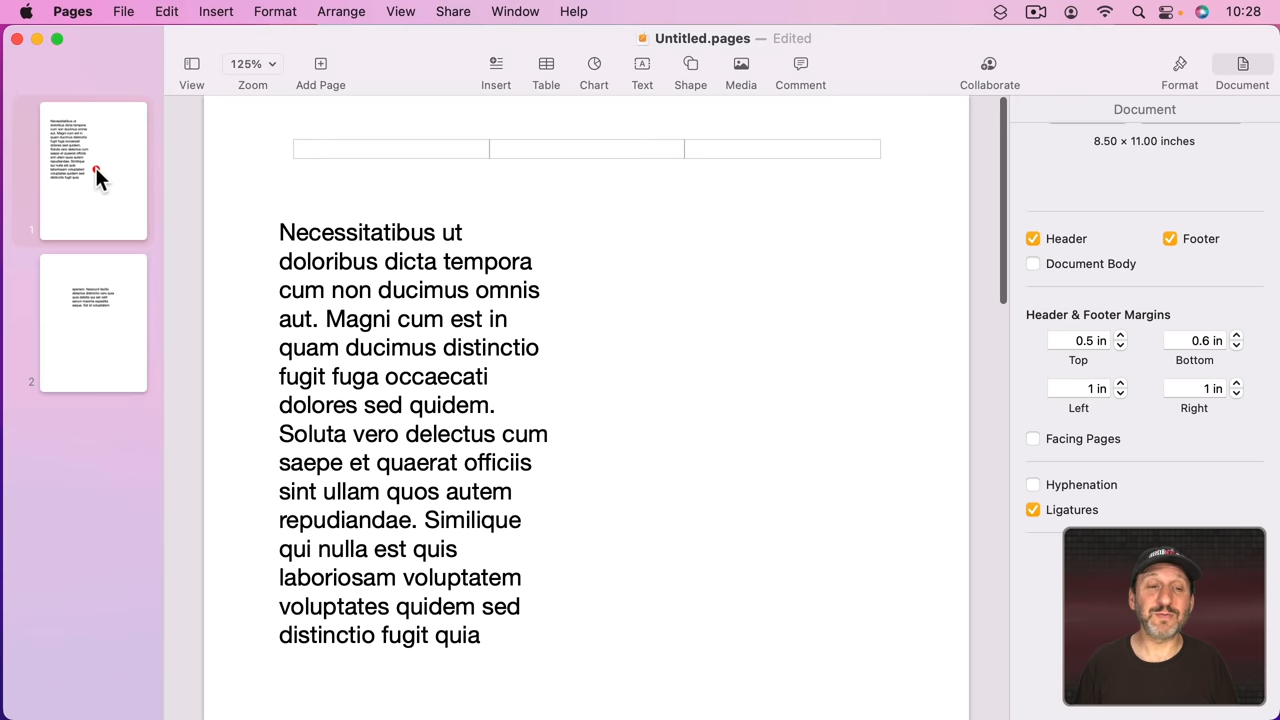 Pages File Edit Insert Format Arrange View Share Window Help 10:28
Untitled.pages — Edited
125%
View Zoom Add Page Insert Table Chart Text Shape Media Comment Collaborate Format Document
Document
8.50 × 11.00 inches
Header Footer
Document Body
Header & Footer Margins
0.5 in 0.6 in
Top Bottom
1 in 1 in
Left Right
Facing Pages
Hyphenation
Ligatures
1
2
Necessitatibus ut
doloribus dicta tempora
cum non ducimus omnis
aut. Magni cum est in
quam ducimus distinctio
fugit fuga occaecati
dolores sed quidem.
Soluta vero delectus cum
saepe et quaerat officiis
sint ullam quos autem
repudiandae. Similique
qui nulla est quis
laboriosam voluptatem
voluptates quidem sed
distinctio fugit quia